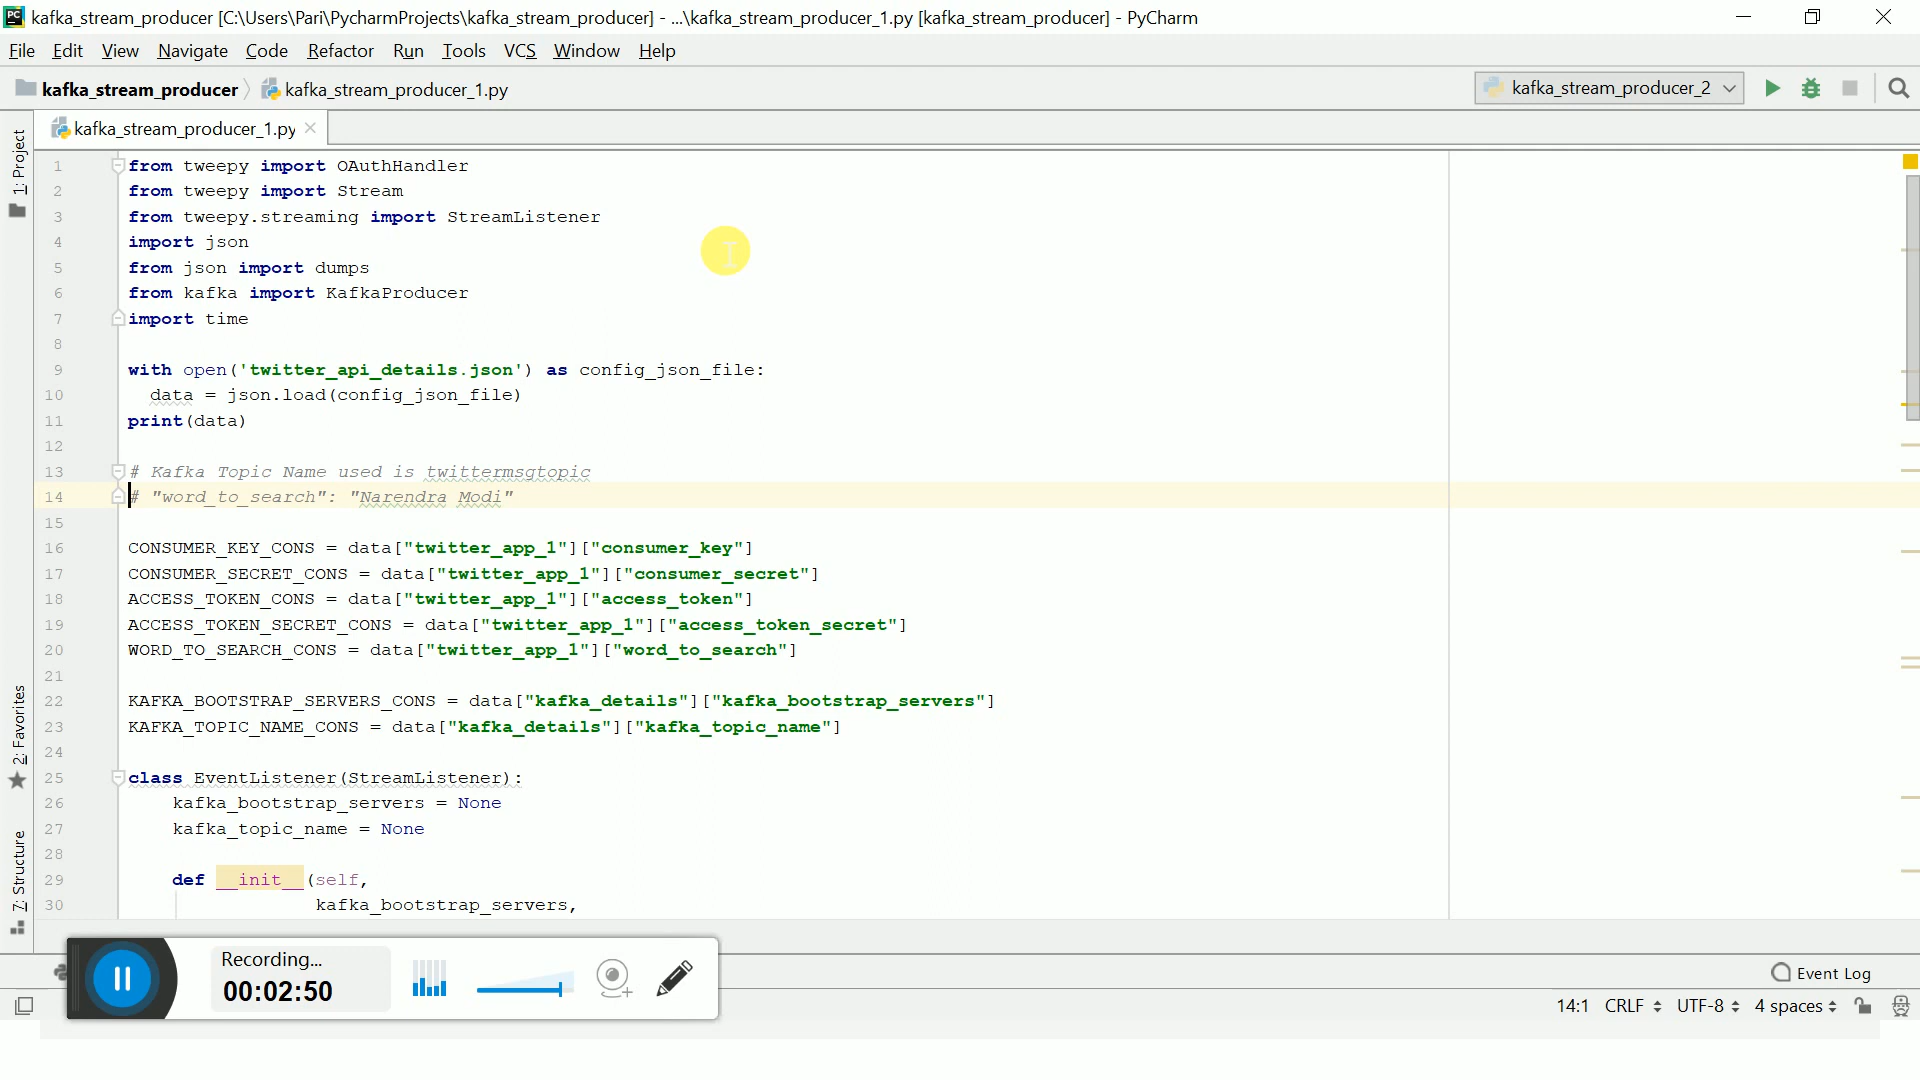 kafka_stream_producer [C:\Users\Pari\PycharmProjects\kafka_stream_producer] - ...\kafka_stream_producer_1.py [kafka_stream_producer] - PyCharm
File Edit View Navigate Code Refactor Run Tools VCS Window Help
kafka_stream_producer kafka_stream_producer_1.py kafka_stream_producer_2
kafka_stream_producer_1.py
1: Project
2: Favorites
7: Structure
1 from tweepy import OAuthHandler
2 from tweepy import Stream
3 from tweepy.streaming import StreamListener
4 import json
5 from json import dumps
6 from kafka import KafkaProducer
7 import time
8
9 with open('twitter_api_details.json') as config_json_file:
10   data = json.load(config_json_file)
11 print(data)
12
13 # Kafka Topic Name used is twittermsgtopic
14 # "word_to_search": "Narendra Modi"
15
16 CONSUMER_KEY_CONS = data["twitter_app_1"]["consumer_key"]
17 CONSUMER_SECRET_CONS = data["twitter_app_1"]["consumer_secret"]
18 ACCESS_TOKEN_CONS = data["twitter_app_1"]["access_token"]
19 ACCESS_TOKEN_SECRET_CONS = data["twitter_app_1"]["access_token_secret"]
20 WORD_TO_SEARCH_CONS = data["twitter_app_1"]["word_to_search"]
21
22 KAFKA_BOOTSTRAP_SERVERS_CONS = data["kafka_details"]["kafka_bootstrap_servers"]
23 KAFKA_TOPIC_NAME_CONS = data["kafka_details"]["kafka_topic_name"]
24
25 class EventListener(StreamListener):
26     kafka_bootstrap_servers = None
27     kafka_topic_name = None
28
29     def __init__(self,
30                  kafka_bootstrap_servers,
Recording...
00:02:50
Event Log
14:1 CRLF UTF-8 4 spaces